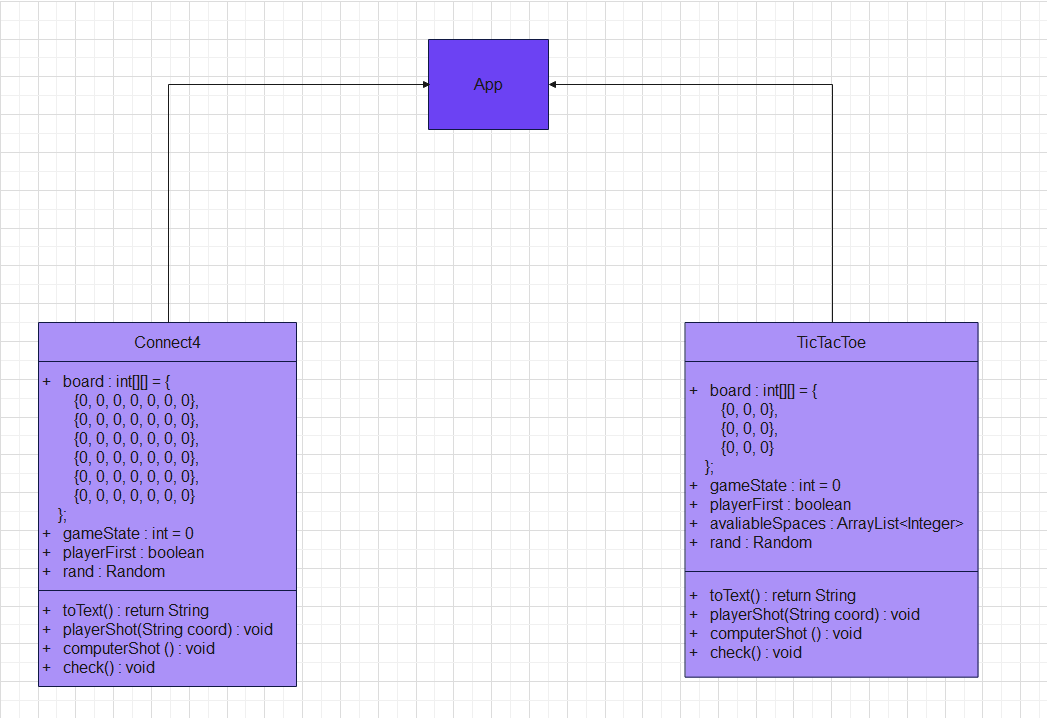 App
Connect4
+ board : int[][] = {
{0, 0, 0, 0, 0, 0, 0},
{0, 0, 0, 0, 0, 0, 0},
{0, 0, 0, 0, 0, 0, 0},
{0, 0, 0, 0, 0, 0, 0},
{0, 0, 0, 0, 0, 0, 0},
{0, 0, 0, 0, 0, 0, 0}
};
+ gameState : int = 0
+ playerFirst : boolean
+ rand : Random
+ toText() : return String
+ playerShot(String coord) : void
+ computerShot () : void
+ check() : void
TicTacToe
+ board : int[][] = {
{0, 0, 0},
{0, 0, 0},
{0, 0, 0}
};
+ gameState : int = 0
+ playerFirst : boolean
+ avaliableSpaces : ArrayList<Integer>
+ rand : Random
+ toText() : return String
+ playerShot(String coord) : void
+ computerShot () : void
+ check() : void